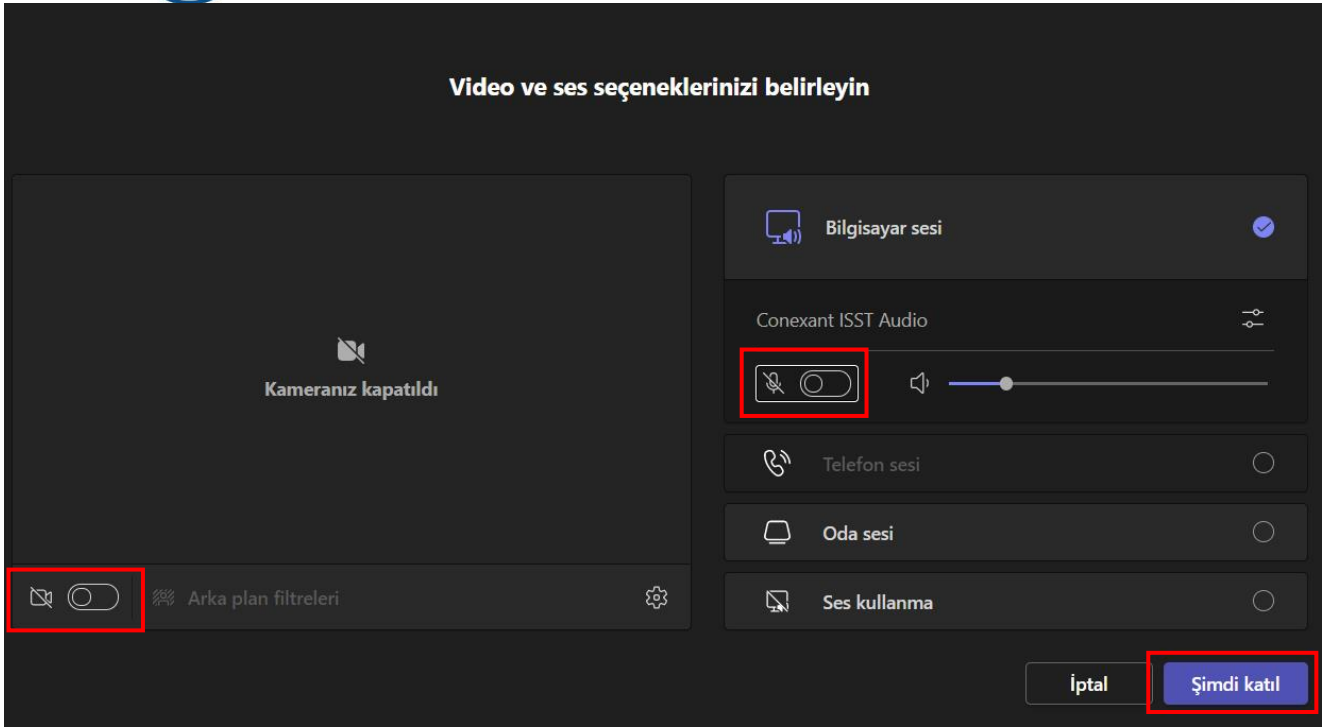 Video ve ses seçeneklerinizi belirleyin
Bilgisayar sesi
Conexant ISST Audio
Kameranız kapatıldı
Telefon sesi
Oda sesi
Arka plan filtreleri
Ses kullanma
İptal
Şimdi katıl